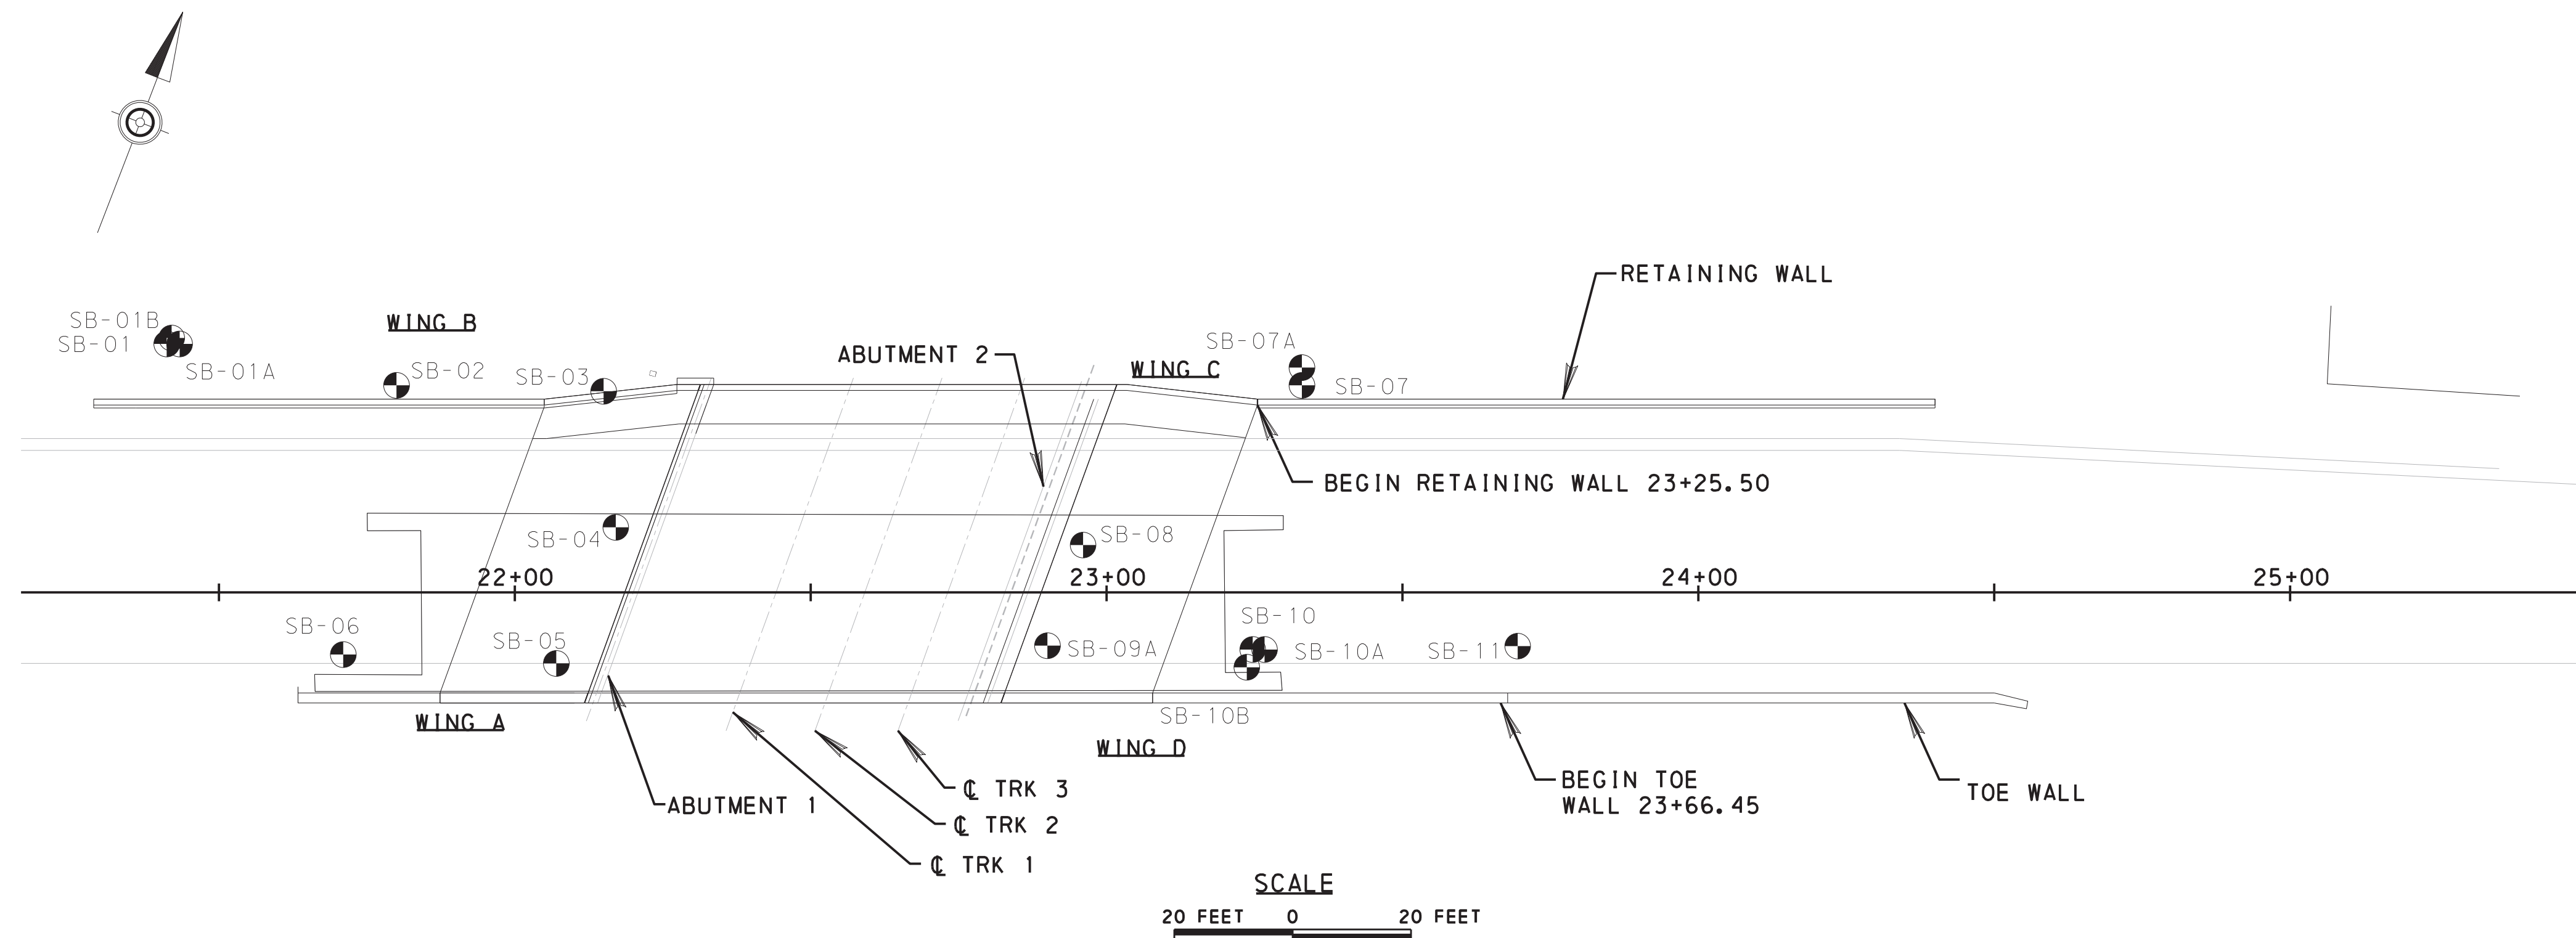 RETAINING WALL
SB-01B
WING B
SB-01
SB-07A
ABUTMENT 2
WING C
SB-01A
SB-02
SB-03
SB-07
BEGIN RETAINING WALL 23+25.50
SB-04
SB-08
22+00
23+00
24+00
25+00
SB-10
SB-06
SB-05
SB-09A
SB-10A
SB-11
WING A
SB-10B
WING D
BEGIN TOE
WALL 23+66.45
TOE WALL
℄ TRK 3
ABUTMENT 1
℄ TRK 2
℄ TRK 1
SCALE
20 FEET 0 20 FEET